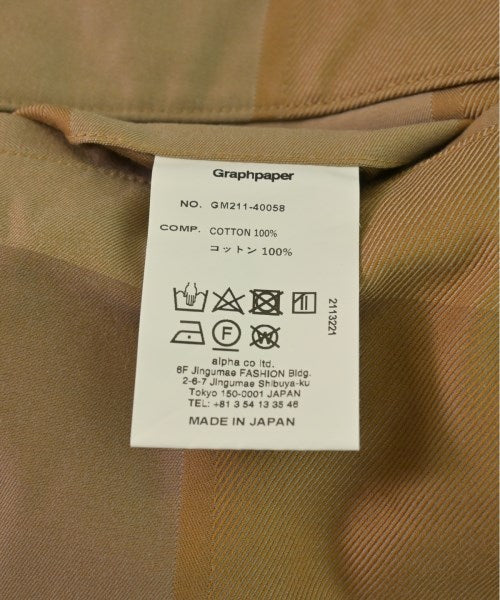 Graphpaper
NO. GM211-40058
COMP. COTTON 100%
コットン 100%
2113221
F
W
alpha co ltd.
6F Jingumae FASHION Bldg.
2-6-7 Jingumae Shibuya-ku
Tokyo 150-0001 JAPAN
TEL: +81 3 54 13 35 46
MADE IN JAPAN